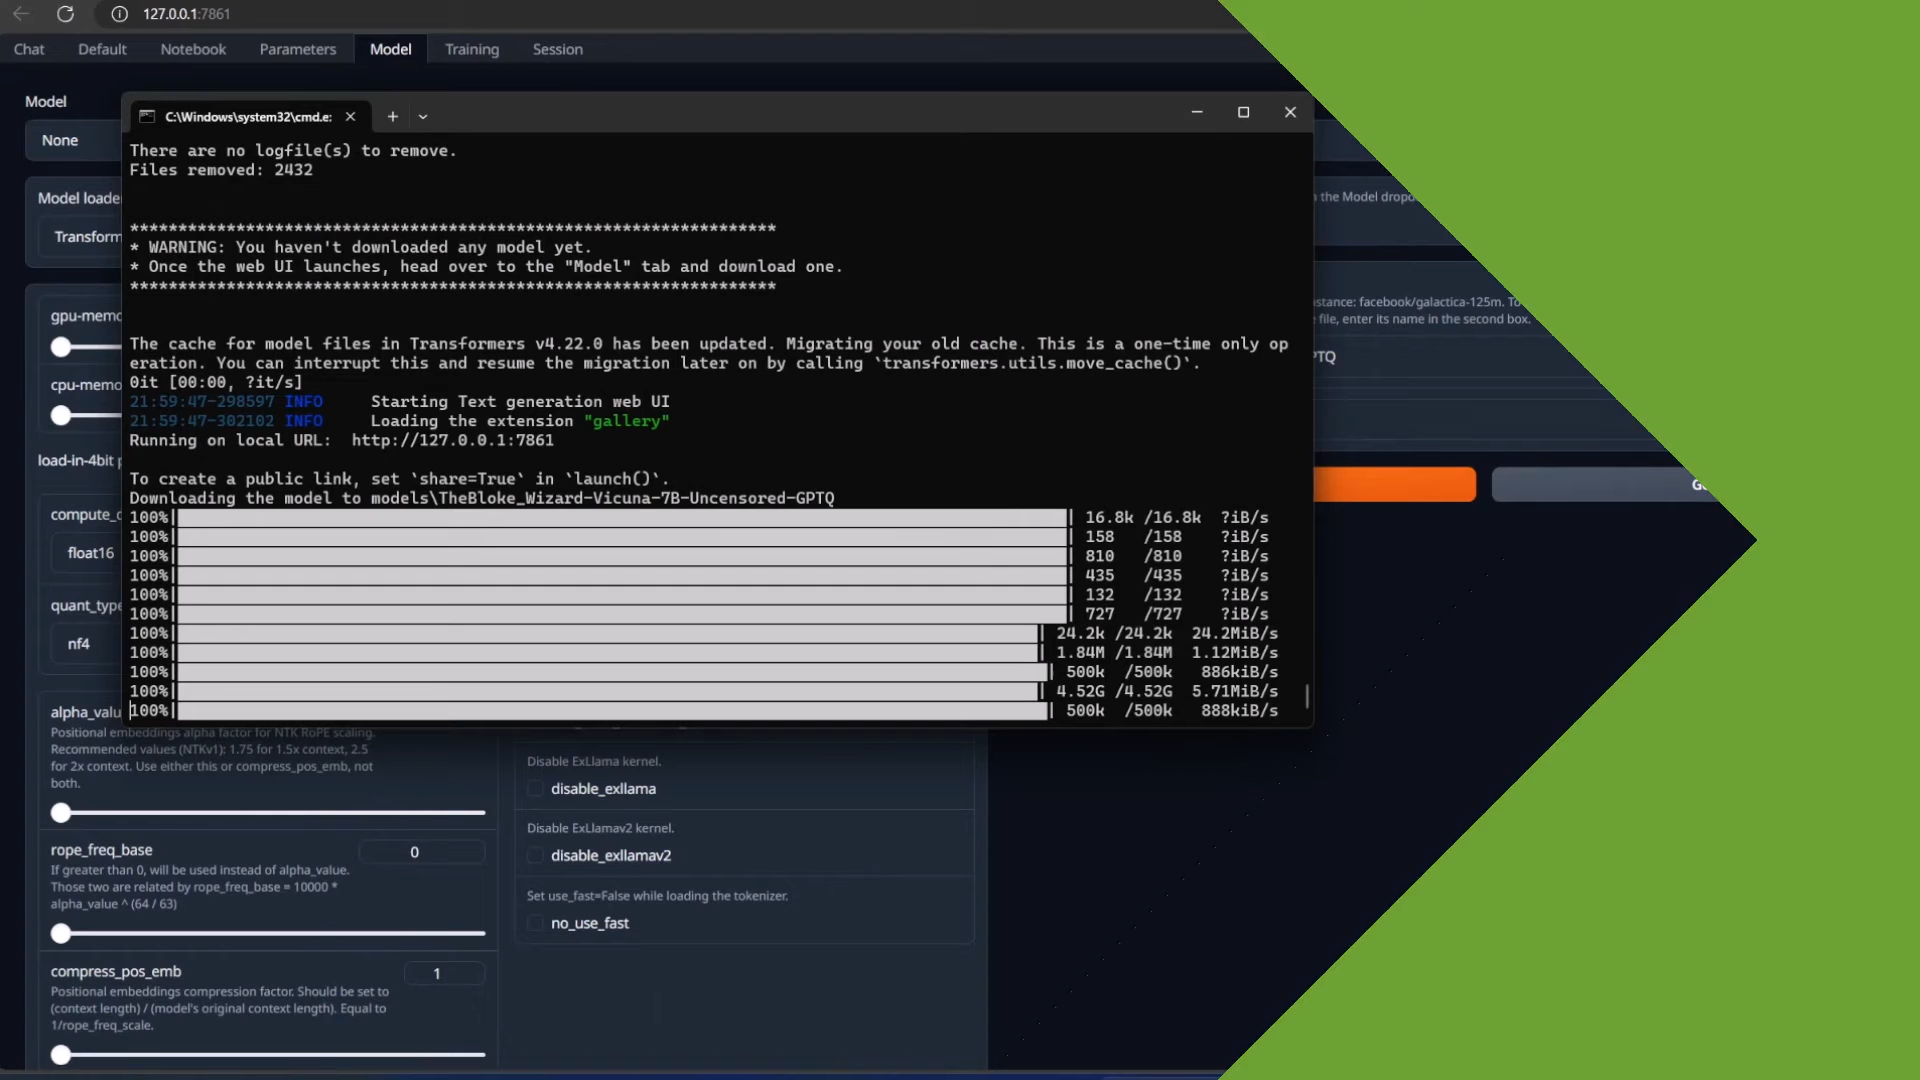 127.0.0.1:7861
Chat Default Notebook Parameters Model Training Session
Model
None
Model loade
Transform
gpu-memo
cpu-memo
load-in-4bit p
compute_d
float16
quant_type
nf4
C:\Windows\system32\cmd.e:
There are no logfile(s) to remove.
Files removed: 2432
*******************************************************************
* WARNING: You haven't downloaded any model yet.
* Once the web UI launches, head over to the "Model" tab and download one.
*******************************************************************
The cache for model files in Transformers v4.22.0 has been updated. Migrating your old cache. This is a one-time only op
eration. You can interrupt this and resume the migration later on by calling `transformers.utils.move_cache()`.
0it [00:00, ?it/s]
21:59:47-298597 INFO Starting Text generation web UI
21:59:47-302102 INFO Loading the extension "gallery"
Running on local URL: http://127.0.0.1:7861
To create a public link, set `share=True` in `launch()`.
Downloading the model to models\TheBloke_Wizard-Vicuna-7B-Uncensored-GPTQ
100%| | 16.8k /16.8k ?iB/s
100%| | 158 /158 ?iB/s
100%| | 810 /810 ?iB/s
100%| | 435 /435 ?iB/s
100%| | 132 /132 ?iB/s
100%| | 727 /727 ?iB/s
100%| | 24.2k /24.2k 24.2MiB/s
100%| | 1.84M /1.84M 1.12MiB/s
100%| | 500k /500k 886kiB/s
100%| | 4.52G /4.52G 5.71MiB/s
100%| | 500k /500k 888kiB/s
the Model dropd
stance: facebook/galactica-125m. To
file, enter its name in the second box.
PTQ
Ge
alpha_valu
Positional embeddings alpha factor for NTK RoPE scaling.
Recommended values (NTKv1): 1.75 for 1.5x context, 2.5
for 2x context. Use either this or compress_pos_emb, not
both.
rope_freq_base
0
If greater than 0, will be used instead of alpha_value.
Those two are related by rope_freq_base = 10000 *
alpha_value ^ (64 / 63)
compress_pos_emb
1
Positional embeddings compression factor. Should be set to
(context length) / (model's original context length). Equal to
1/rope_freq_scale.
Disable ExLlama kernel.
disable_exllama
Disable ExLlamav2 kernel.
disable_exllamav2
Set use_fast=False while loading the tokenizer.
no_use_fast